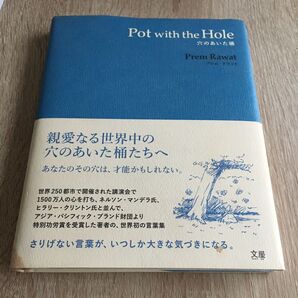 Pot with the Hole
穴のあいた桶
Prem Rawat
プレム・ラワット
親愛なる世界中の
穴のあいた桶たちへ
あなたのその穴は、才能かもしれない。
世界250都市で開催された講演会で
1500万人の心を打ち、ネルソン・マンデラ氏、
ヒラリー・クリントン氏と並んで、
アジア・パシフィック・ブランド財団より
特別功労賞を受賞した著者の、世界初の言葉集
さりげない言葉が、いつしか大きな気づきになる。
文屋